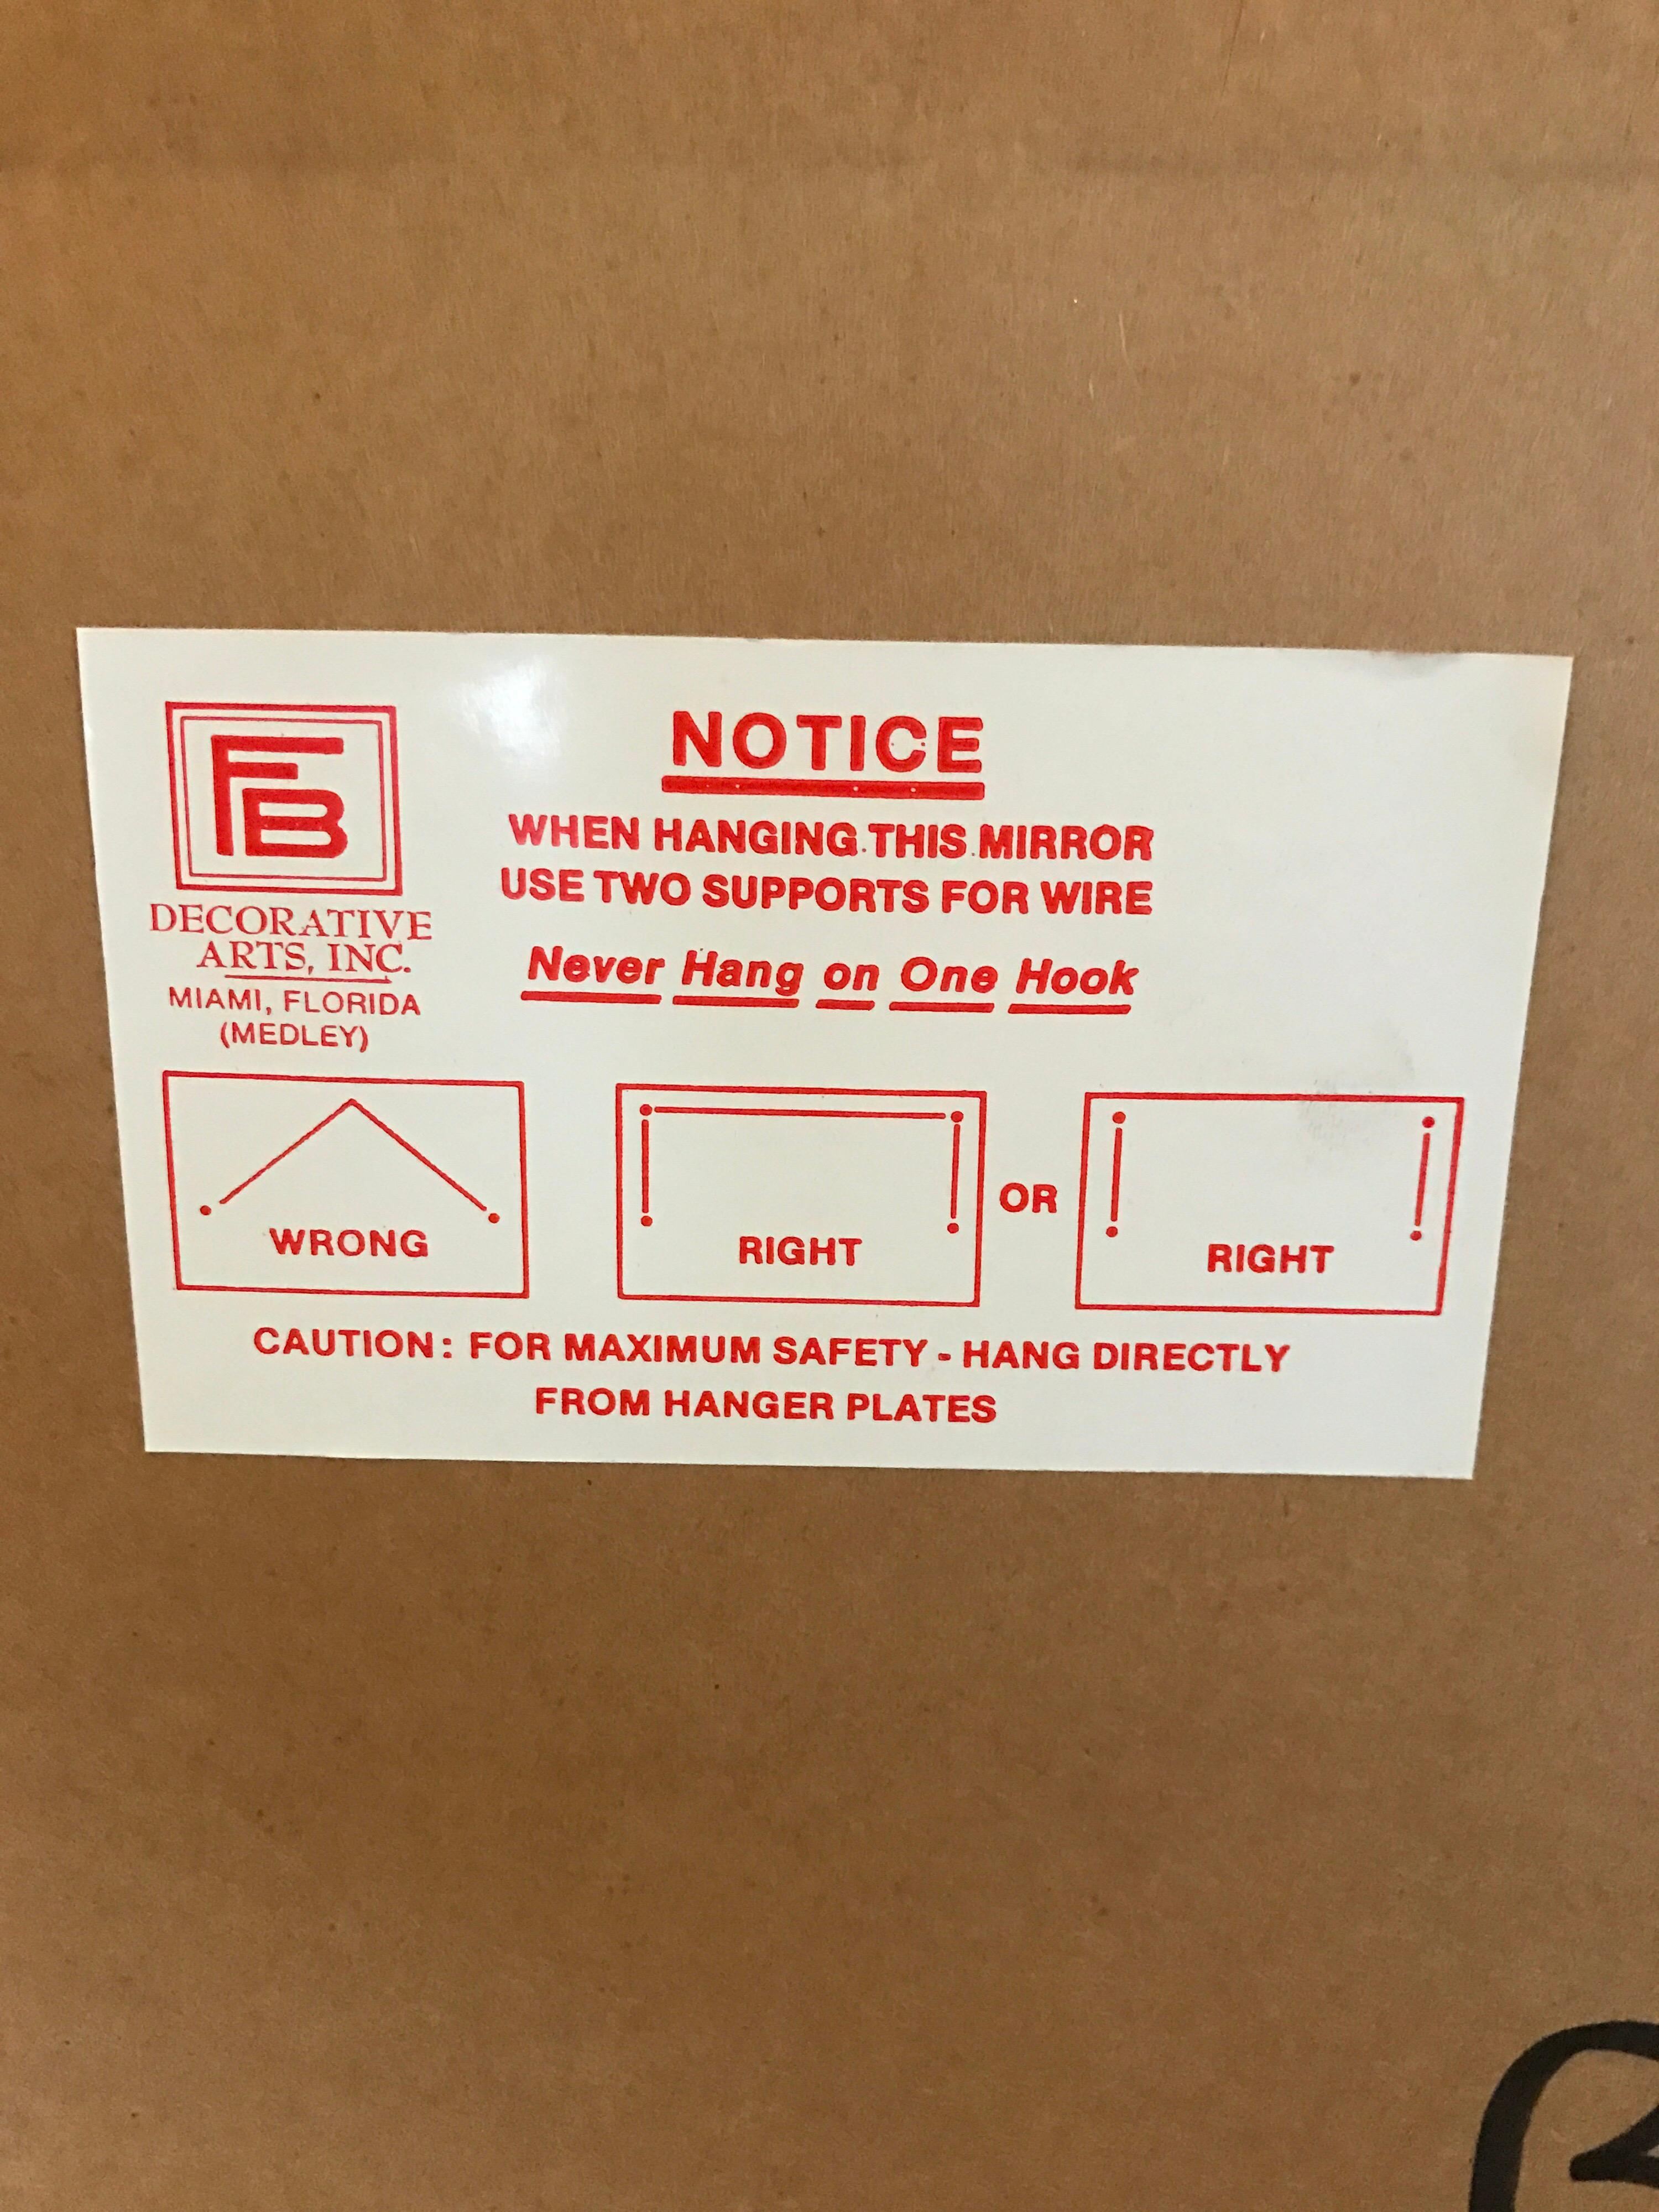 FB
DECORATIVE
ARTS, INC.
MIAMI, FLORIDA
(MEDLEY)
NOTICE
WHEN HANGING THIS MIRROR
USE TWO SUPPORTS FOR WIRE
Never Hang on One Hook
WRONG
RIGHT
OR
RIGHT
CAUTION: FOR MAXIMUM SAFETY - HANG DIRECTLY
FROM HANGER PLATES